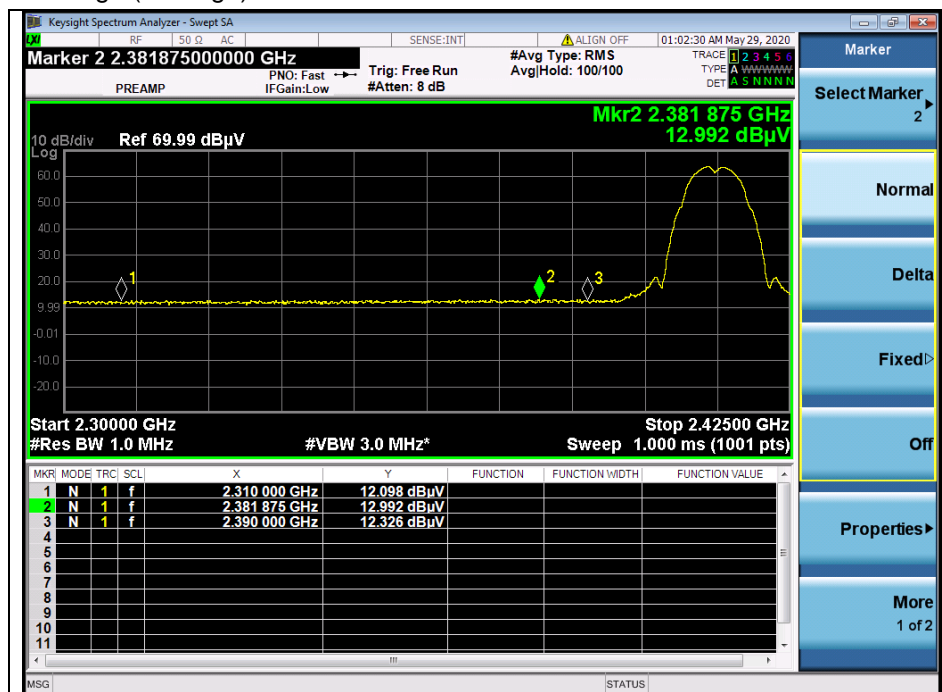 Keysight Spectrum Analyzer - Swept SA
LXI RF 50 Ω AC SENSE:INT ALIGN OFF 01:02:30 AM May 29, 2020
Marker 2 2.381875000000 GHz
PREAMP
PNO: Fast
IFGain:Low
Trig: Free Run
#Atten: 8 dB
#Avg Type: RMS
Avg|Hold: 100/100
TRACE 1 2 3 4 5 6
TYPE A WWWWW
DET A S N N N N
Mkr2 2.381 875 GHz
12.992 dBµV
10 dB/div Ref 69.99 dBµV
Log
60.0
50.0
40.0
30.0
20.0
9.99
-0.01
-10.0
-20.0
1
2
3
Start 2.30000 GHz Stop 2.42500 GHz
#Res BW 1.0 MHz #VBW 3.0 MHz* Sweep 1.000 ms (1001 pts)
MKR MODE TRC SCL X Y FUNCTION FUNCTION WIDTH FUNCTION VALUE
1 N 1 f 2.310 000 GHz 12.098 dBµV
2 N 1 f 2.381 875 GHz 12.992 dBµV
3 N 1 f 2.390 000 GHz 12.326 dBµV
4
5
6
7
8
9
10
11
MSG STATUS
Marker
Select Marker
2
Normal
Delta
Fixed
Off
Properties
More
1 of 2